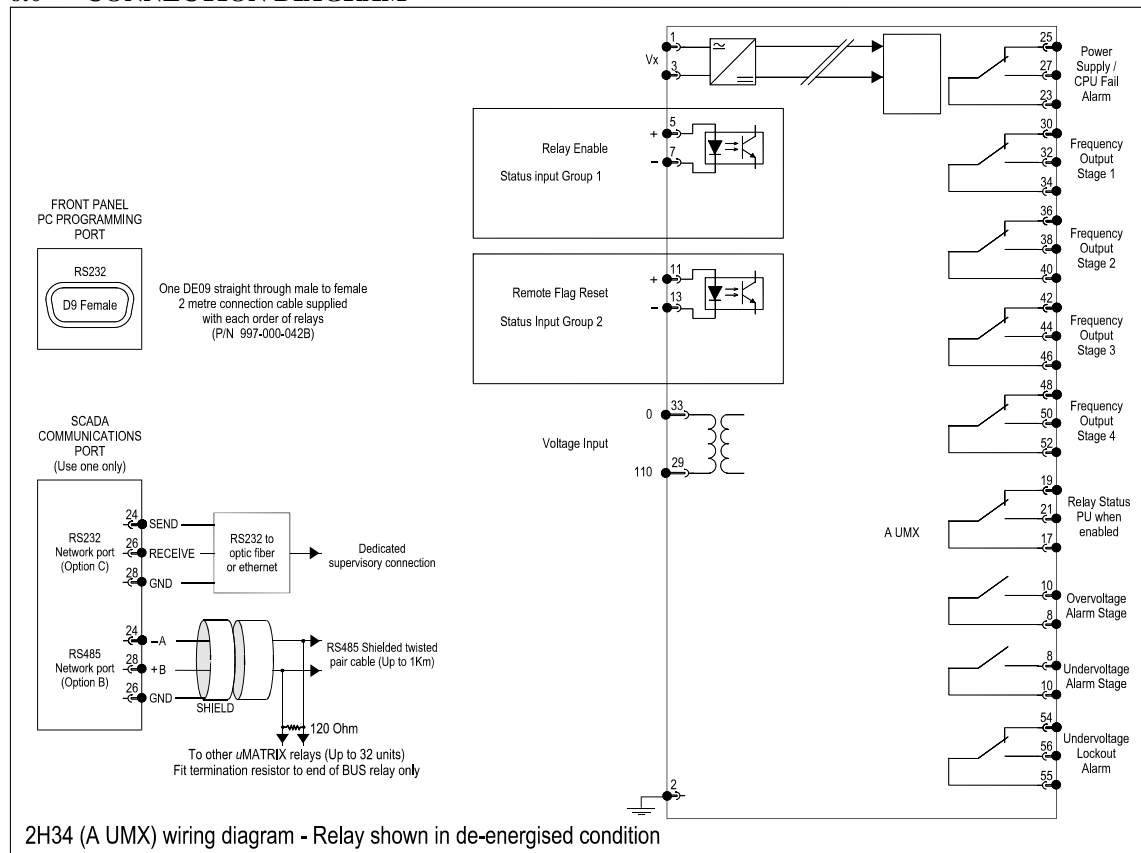 FRONT PANEL
PC PROGRAMMING
PORT
RS232
D9 Female
One DE09 straight through male to female
2 metre connection cable supplied
with each order of relays
(P/N 997-000-042B)
SCADA
COMMUNICATIONS
PORT
(Use one only)
RS232
Network port
(Option C)
24
SEND
26
RECEIVE
28
GND
RS232 to
optic fiber
or ethernet
Dedicated
supervisory connection
RS485
Network port
(Option B)
24
–A
28
+B
26
GND
SHIELD
RS485 Shielded twisted
pair cable (Up to 1Km)
120 Ohm
To other uMATRIX relays (Up to 32 units)
Fit termination resistor to end of BUS relay only
Vx
1
3
Relay Enable
Status input Group 1
+
5
–
7
Remote Flag Reset
Status Input Group 2
+
11
–
13
Voltage Input
0
33
110
29
2
A UMX
25
27
23
Power
Supply /
CPU Fail
Alarm
30
32
34
Frequency
Output
Stage 1
36
38
40
Frequency
Output
Stage 2
42
44
46
Frequency
Output
Stage 3
48
50
52
Frequency
Output
Stage 4
19
21
17
Relay Status
PU when
enabled
10
8
Overvoltage
Alarm Stage
8
10
Undervoltage
Alarm Stage
54
56
55
Undervoltage
Lockout
Alarm
2H34 (A UMX) wiring diagram - Relay shown in de-energised condition